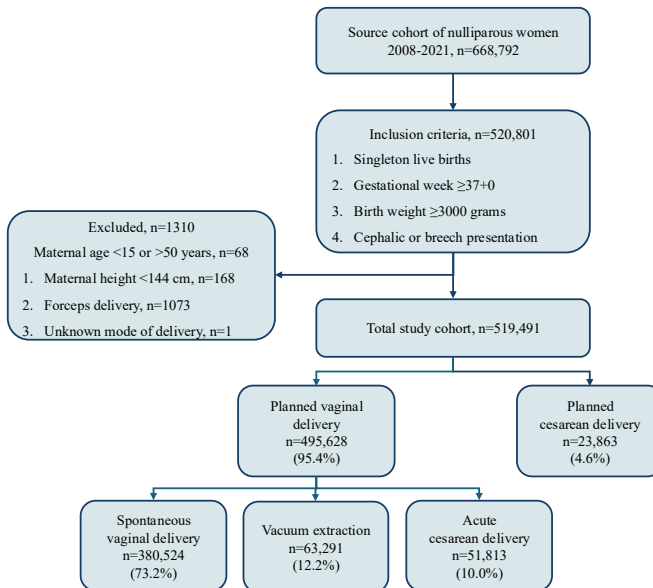 Source cohort of nulliparous women
2008-2021, n=668,792
Inclusion criteria, n=520,801
1. Singleton live births
2. Gestational week ≥37+0
3. Birth weight ≥3000 grams
4. Cephalic or breech presentation
Excluded, n=1310
Maternal age <15 or >50 years, n=68
1. Maternal height <144 cm, n=168
2. Forceps delivery, n=1073
3. Unknown mode of delivery, n=1
Total study cohort, n=519,491
Planned vaginal
delivery
n=495,628
(95.4%)
Planned
cesarean delivery
n=23,863
(4.6%)
Spontaneous
vaginal delivery
n=380,524
(73.2%)
Vacuum extraction
n=63,291
(12.2%)
Acute
cesarean delivery
n=51,813
(10.0%)